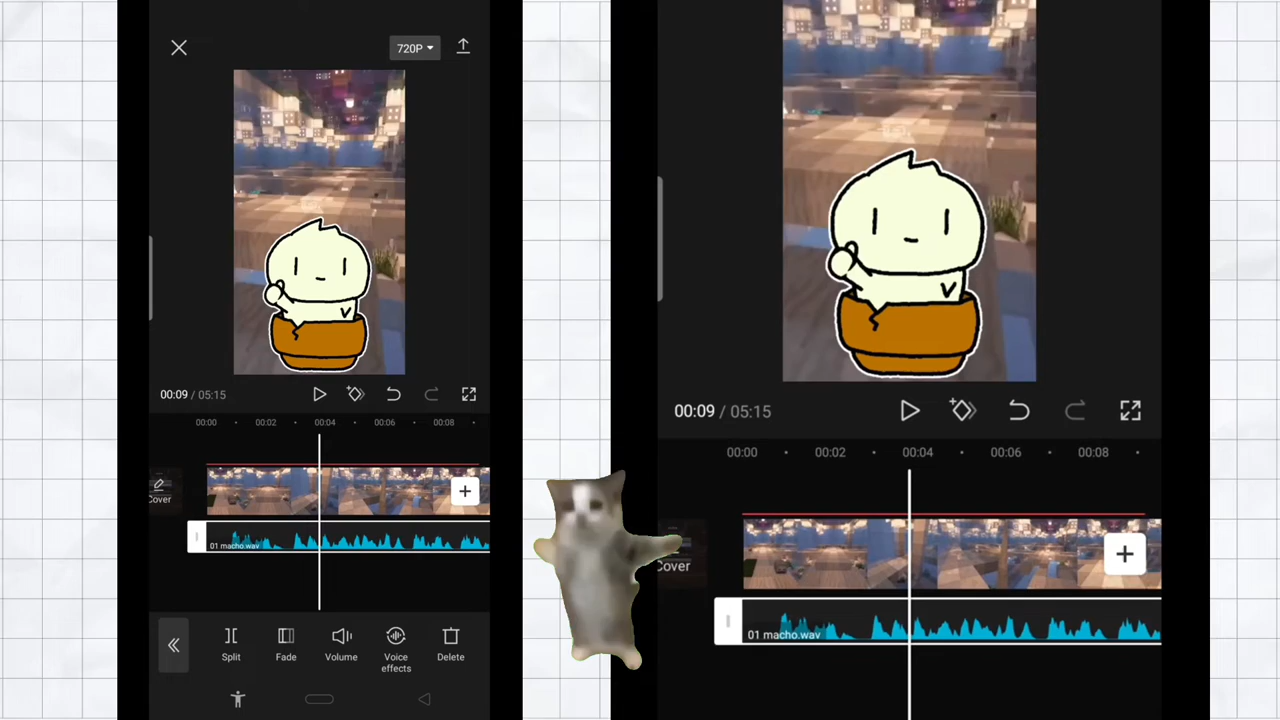 720P
00:09 / 05:15
00:00 00:02 00:04 00:06 00:08
Cover
01 macho.wav
Split Fade Volume Voice effects Delete
00:09 / 05:15
00:00 00:02 00:04 00:06 00:08
Cover
01 macho.wav